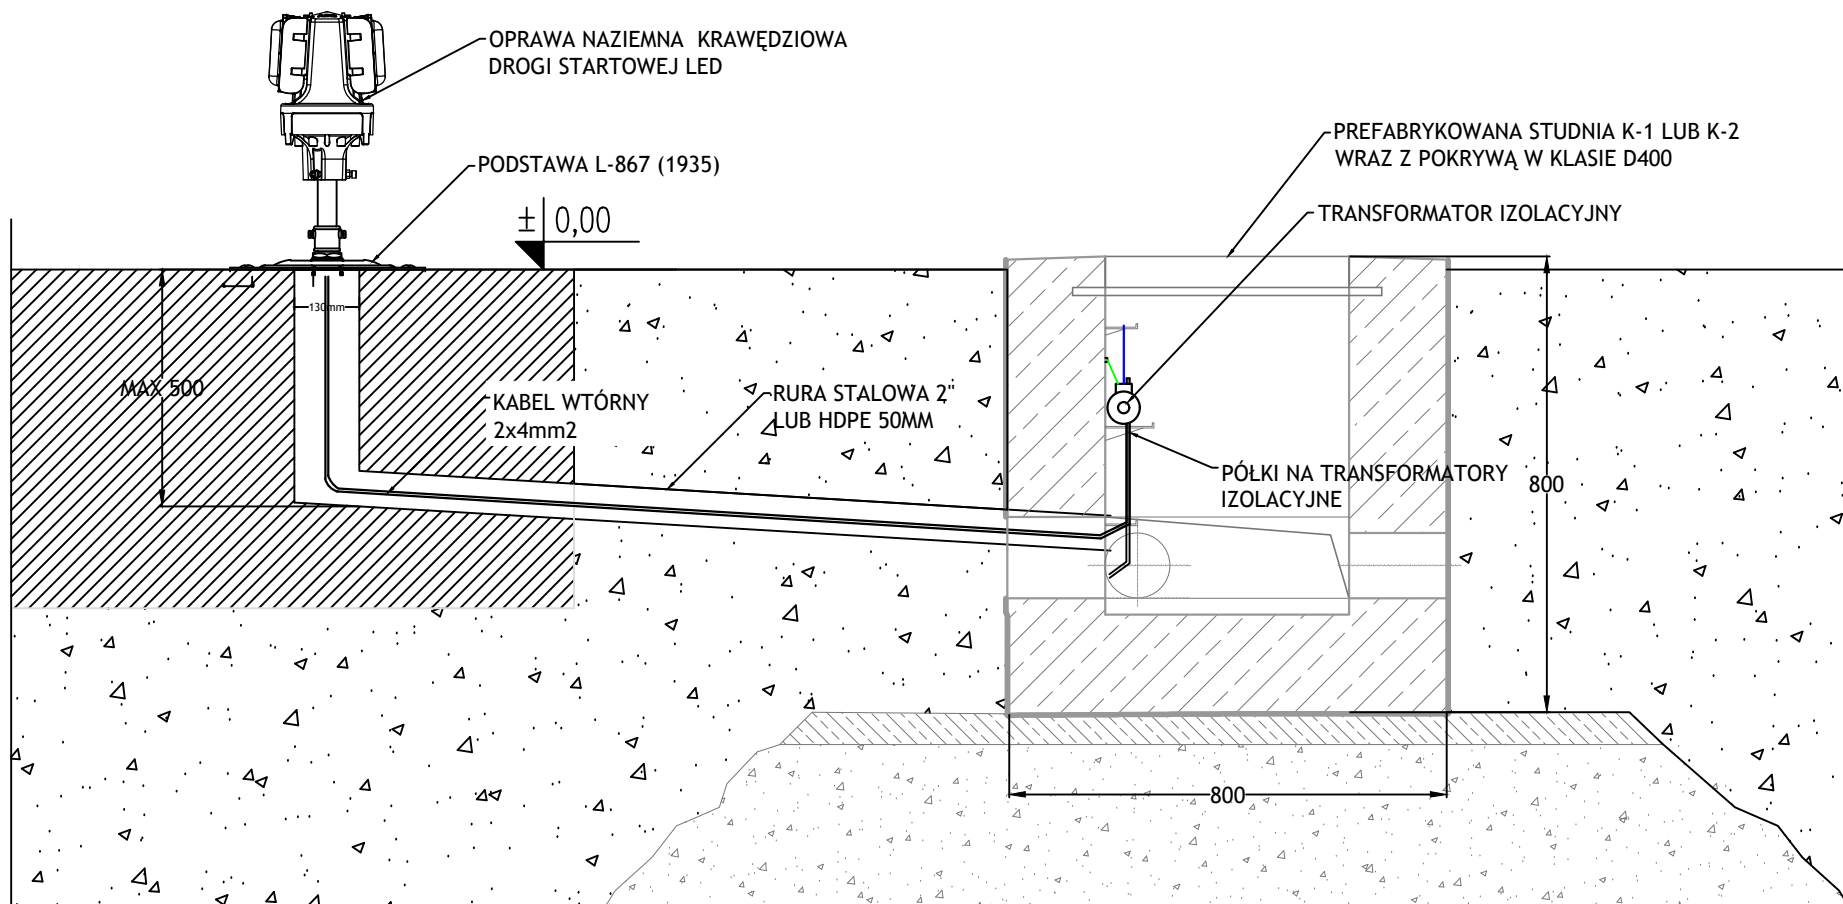 OPRAWA NAZIEMNA KRAWĘDZIOWA
DROGI STARTOWEJ LED
PODSTAWA L-867 (1935)
± 0,00
PREFABRYKOWANA STUDNIA K-1 LUB K-2
WRAZ Z POKRYWĄ W KLASIE D400
TRANSFORMATOR IZOLACYJNY
130mm
MAX 500
KABEL WTÓRNY
2x4mm2
RURA STALOWA 2"
LUB HDPE 50MM
PÓŁKI NA TRANSFORMATORY
IZOLACYJNE
800
800